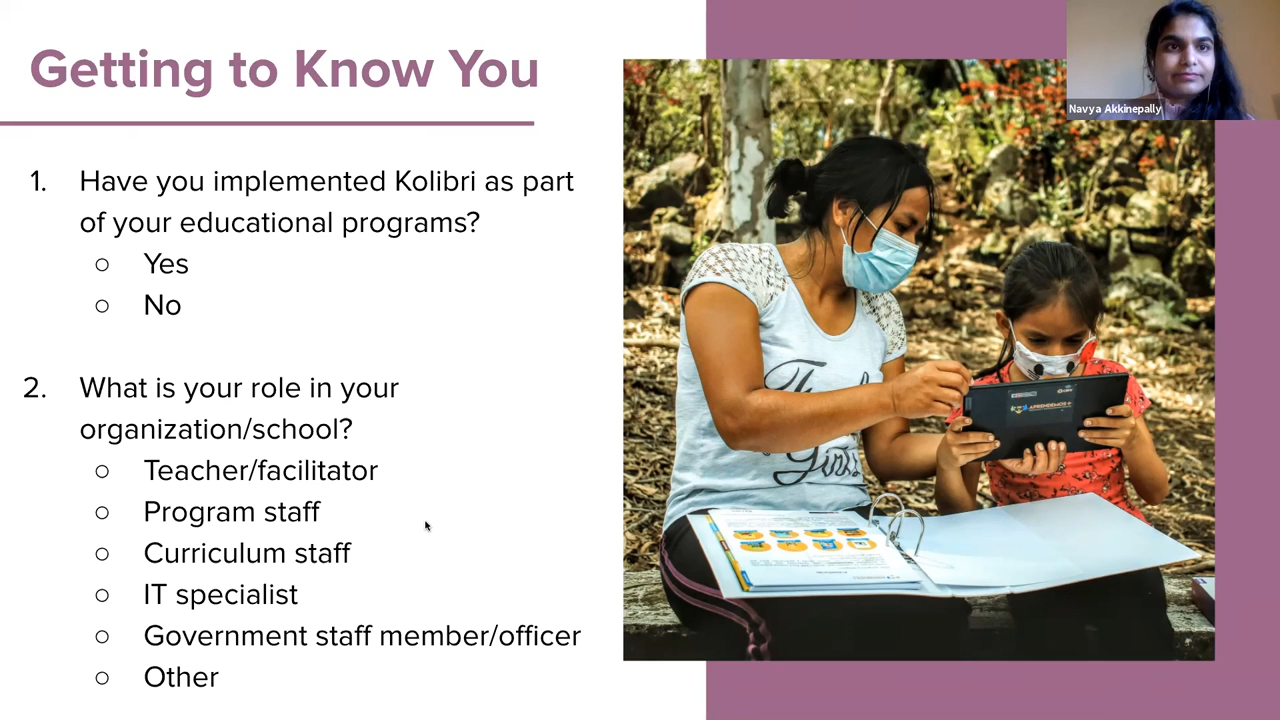 Getting to Know You
Navya Akkinepally
1. Have you implemented Kolibri as part
of your educational programs?
○ Yes
○ No
2. What is your role in your
organization/school?
○ Teacher/facilitator
○ Program staff
○ Curriculum staff
○ IT specialist
○ Government staff member/officer
○ Other
APRENDEMOS+